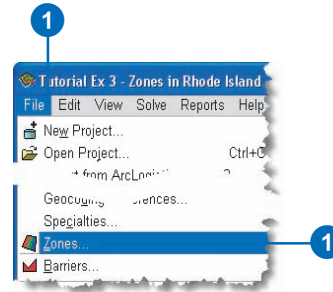 1
Tutorial Ex 3 - Zones in Rhode Island
File Edit View Solve Reports Help
New Project...
Open Project...
from
Specialties...
Zones...
1
Barriers...